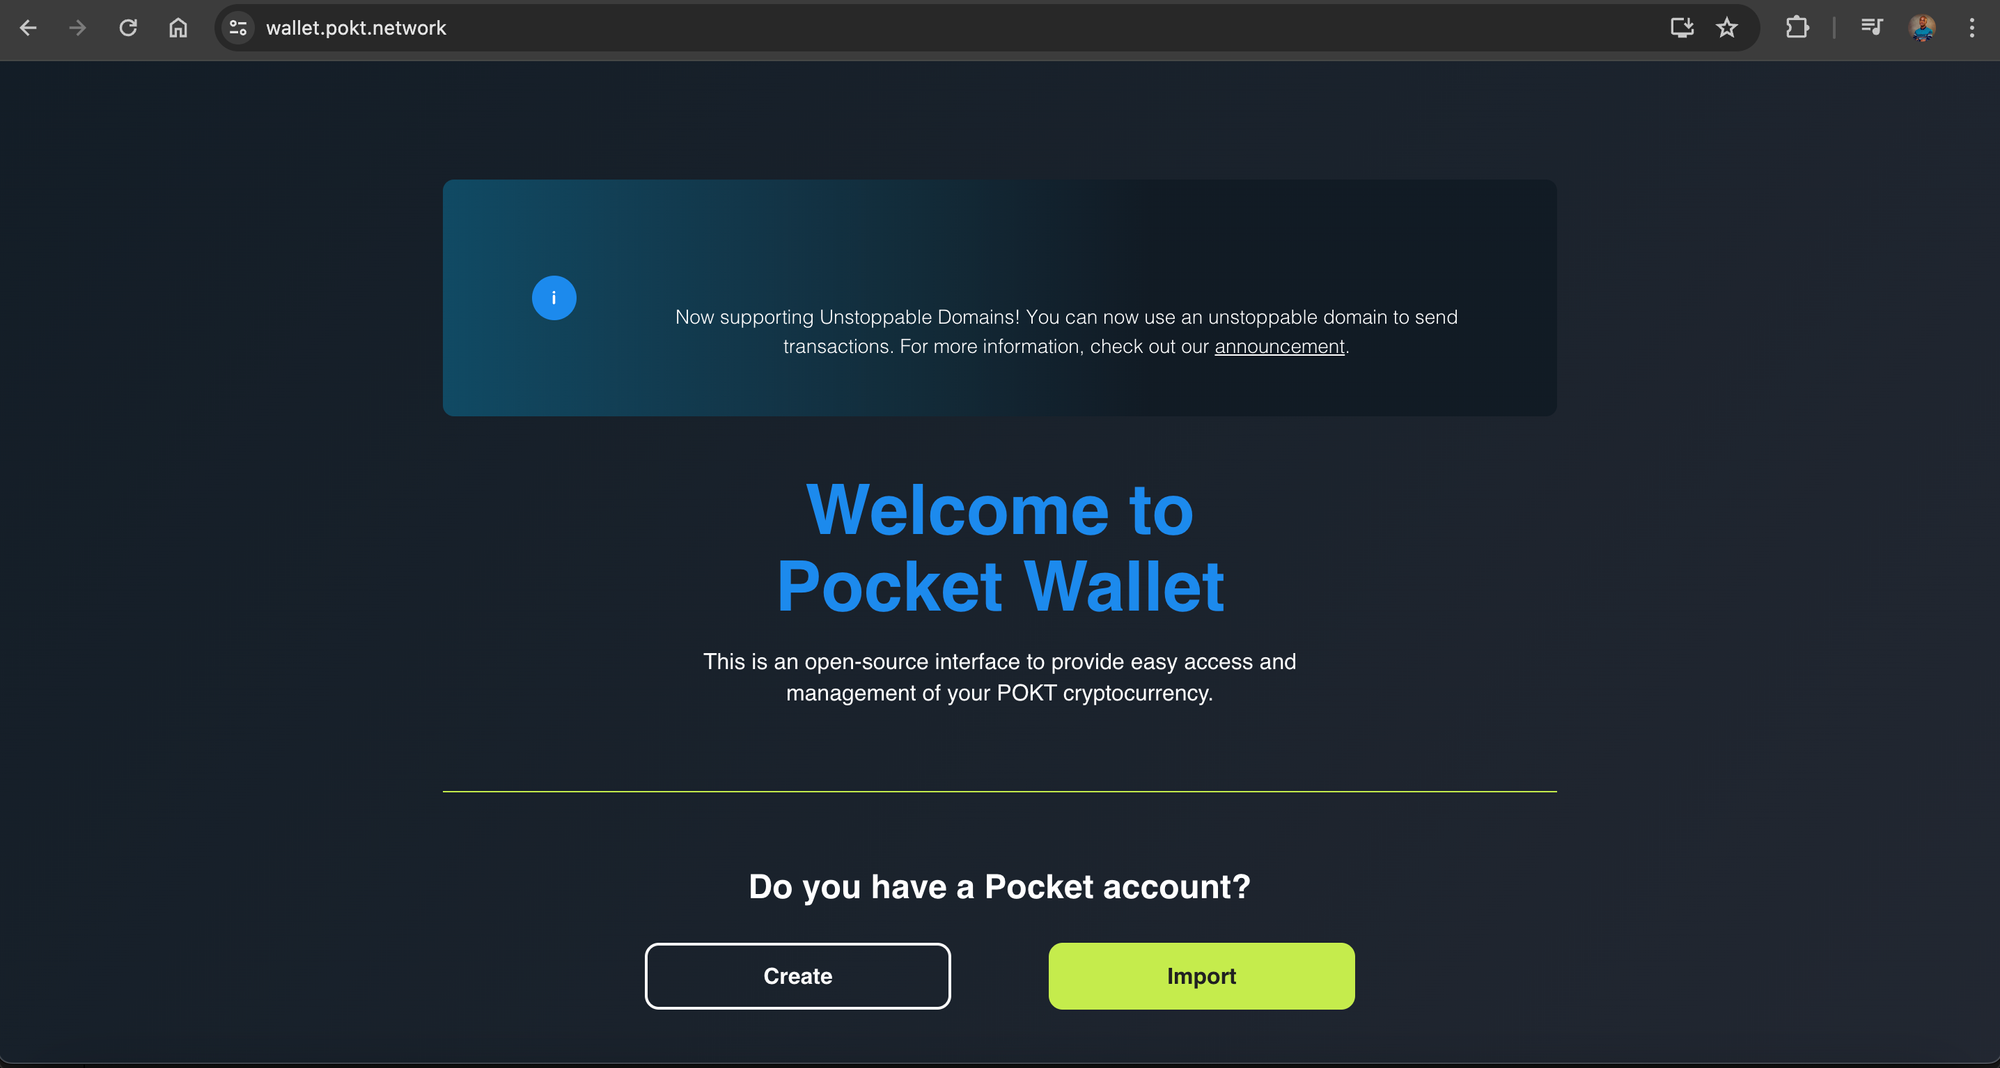 wallet.pokt.network
i
Now supporting Unstoppable Domains! You can now use an unstoppable domain to send
transactions. For more information, check out our announcement.
Welcome to
Pocket Wallet
This is an open-source interface to provide easy access and
management of your POKT cryptocurrency.
Do you have a Pocket account?
Create
Import